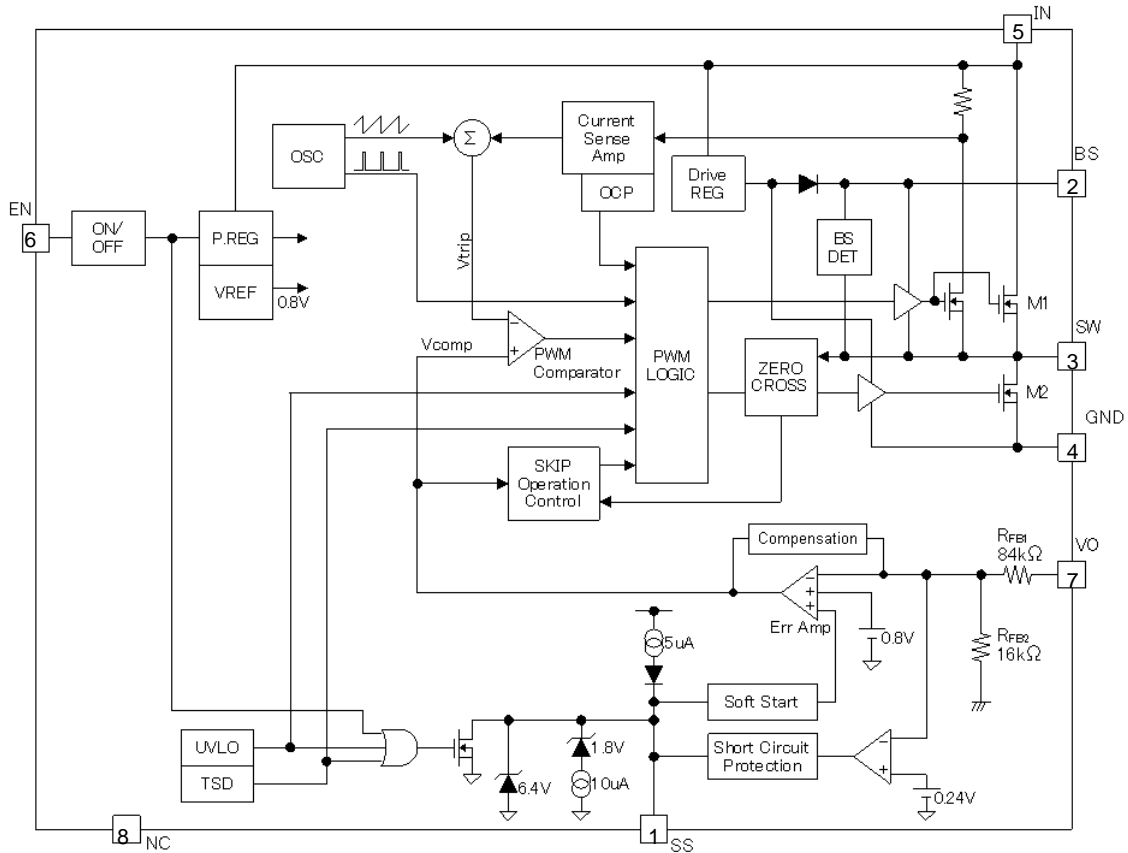 IN
5
Current
Sense
Amp
OCP
OSC
Σ
Drive
REG
BS
2
EN
6
ON/
OFF
P.REG
VREF
0.8V
Vtrip
BS
DET
M1
SW
3
Vcomp
−
+
PWM
Comparator
PWM
LOGIC
ZERO
CROSS
M2
GND
4
SKIP
Operation
Control
Compensation
RFB1
84kΩ
VO
7
−
+
+
Err Amp
0.8V
RFB2
16kΩ
5uA
Soft Start
UVLO
TSD
6.4V
1.8V
10uA
Short Circuit
Protection
−
+
0.24V
8
NC
1
SS